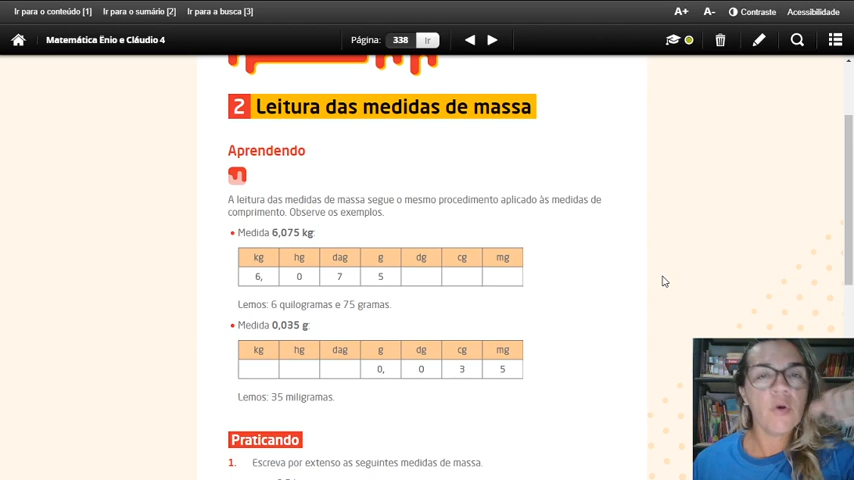 Ir para o conteúdo [1] Ir para o sumário [2] Ir para a busca [3] A+ A- Contraste Acessibilidade
Matemática Ênio e Cláudio 4 Página: 338 Ir
2 Leitura das medidas de massa
Aprendendo
A leitura das medidas de massa segue o mesmo procedimento aplicado às medidas de
comprimento. Observe os exemplos.
• Medida 6,075 kg:
kg hg dag g dg cg mg
6, 0 7 5
Lemos: 6 quilogramas e 75 gramas.
• Medida 0,035 g:
kg hg dag g dg cg mg
0, 0 3 5
Lemos: 35 miligramas.
Praticando
1. Escreva por extenso as seguintes medidas de massa.